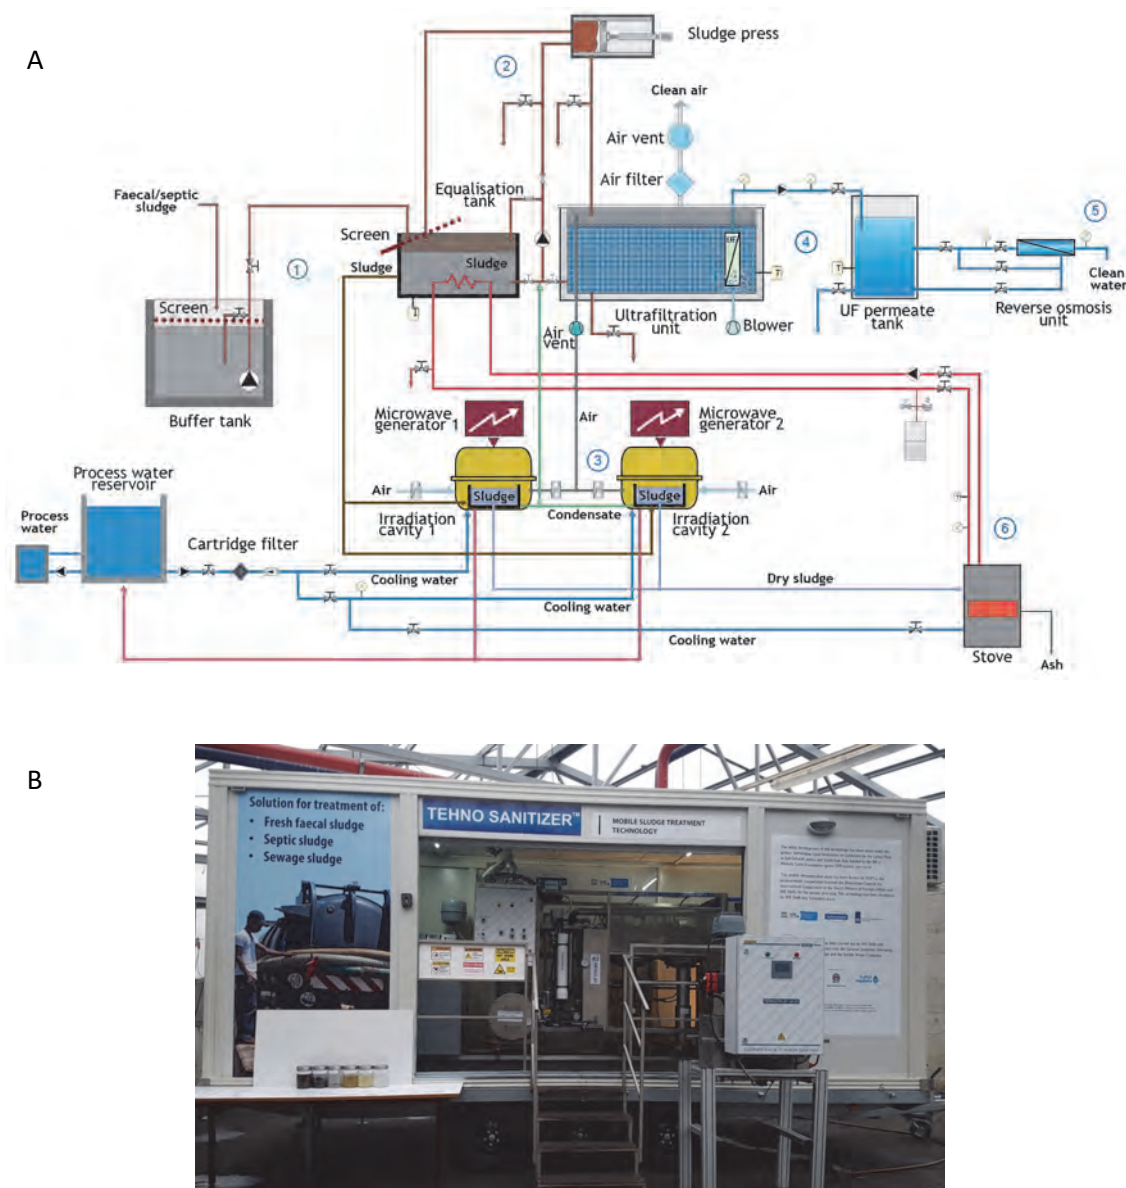 A
Sludge press
2
Clean air
Air vent
Air filter
Equalisation
tank
Faecal/septic
sludge
Screen
Sludge
Sludge
1
UF
4
5
T
T
T
Clean
water
Screen
Air
vent
Ultrafiltration
unit
Blower
UF permeate
tank
Reverse osmosis
unit
Buffer tank
Microwave
generator 1
Air
Microwave
generator 2
3
Process water
reservoir
Air
Sludge
Sludge
Air
Condensate
Irradiation
cavity 1
Irradiation
cavity 2
6
Process
water
Cartridge filter
Cooling water
Dry sludge
Cooling water
Cooling water
Stove
Ash
B
Solution for treatment of:
• Fresh faecal sludge
• Septic sludge
• Sewage sludge
TEHNO SANITIZER™
MOBILE SLUDGE TREATMENT
TECHNOLOGY